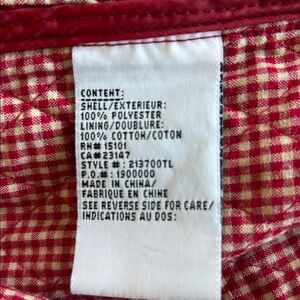 CONTENT:
SHELL/EXTERIEUR:
100% POLYESTER
LINING/DOUBLURE:
100% COTTON/COTON
RN# 15101
CA# 23147
STYLE # : 213700TL
P.O.# : 1900000
MADE IN CHINA/
FABRIQUE EN CHINE
SEE REVERSE SIDE FOR CARE/
INDICATIONS AU DOS: